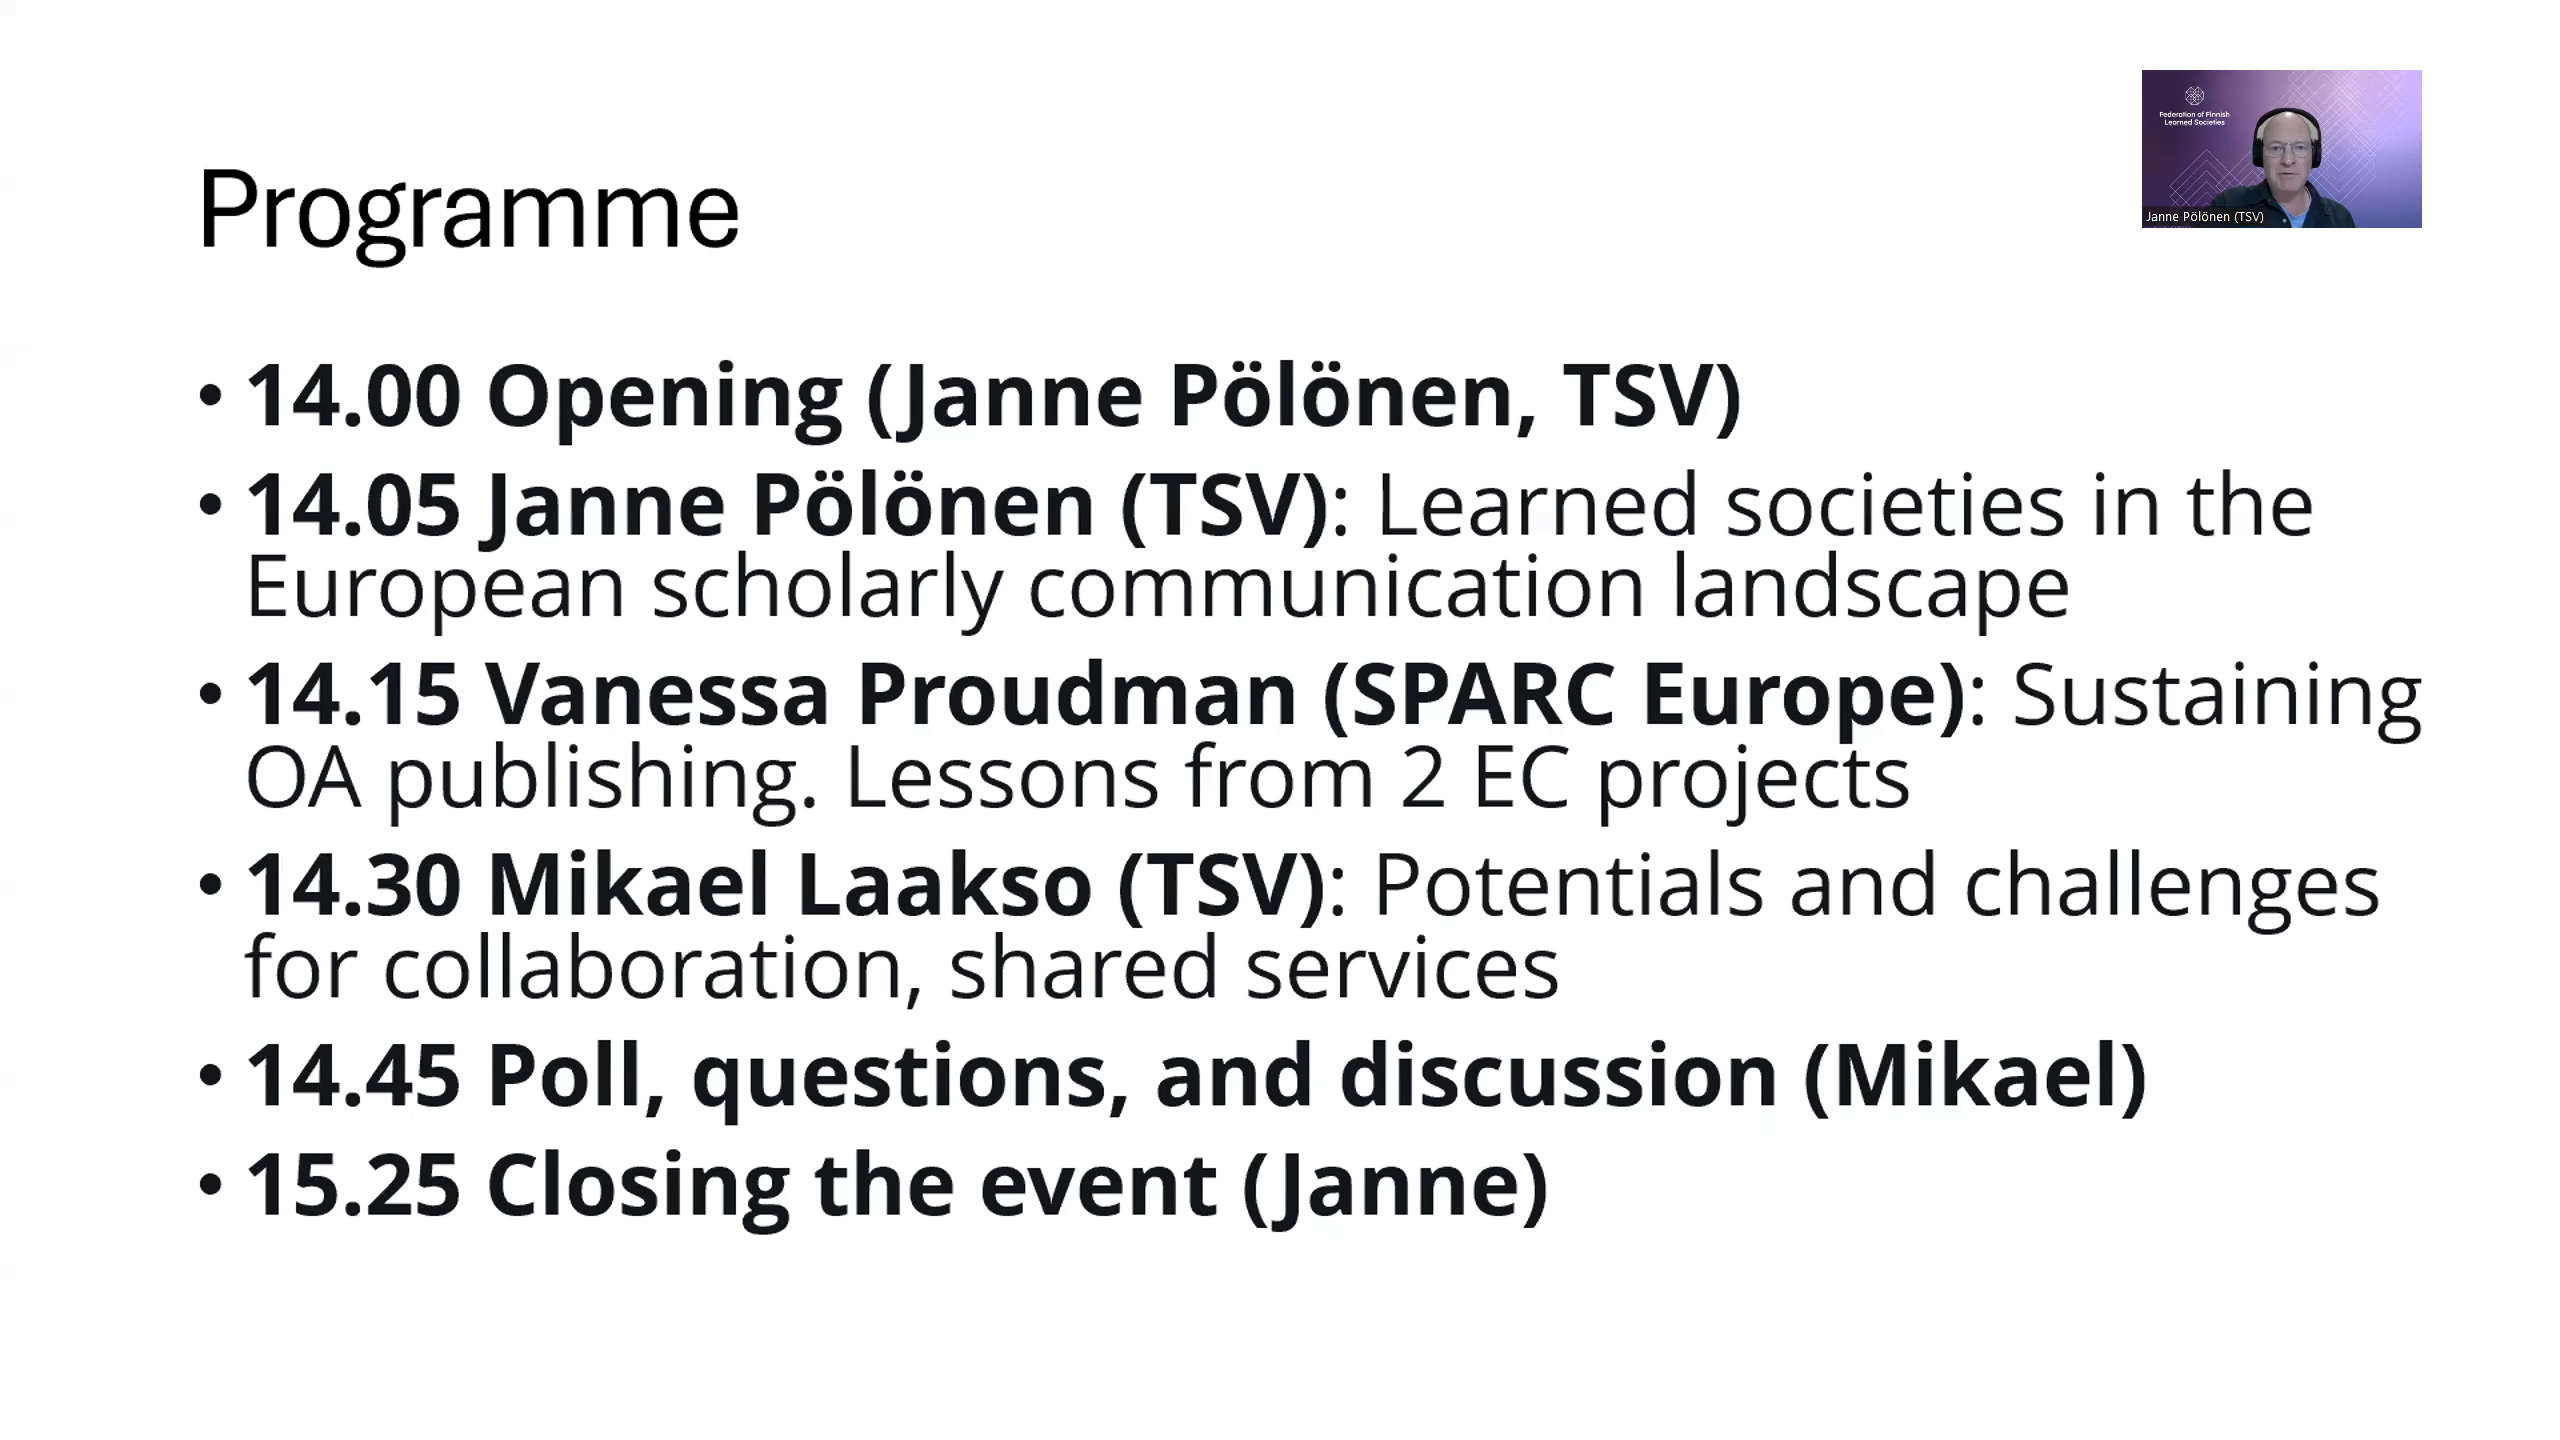 Programme
Federation of Finnish
Learned Societies
Janne Pölönen (TSV)
• 14.00 Opening (Janne Pölönen, TSV)
• 14.05 Janne Pölönen (TSV): Learned societies in the
European scholarly communication landscape
• 14.15 Vanessa Proudman (SPARC Europe): Sustaining
OA publishing. Lessons from 2 EC projects
• 14.30 Mikael Laakso (TSV): Potentials and challenges
for collaboration, shared services
• 14.45 Poll, questions, and discussion (Mikael)
• 15.25 Closing the event (Janne)